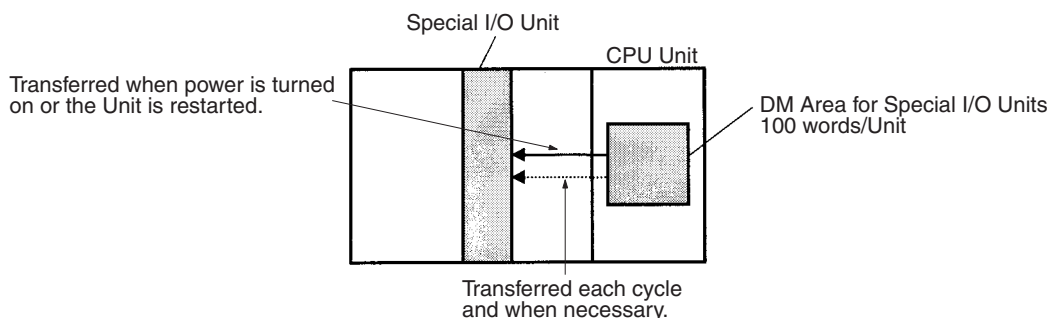 Special I/O Unit
CPU Unit
Transferred when power is turned
on or the Unit is restarted.
DM Area for Special I/O Units
100 words/Unit
Transferred each cycle
and when necessary.